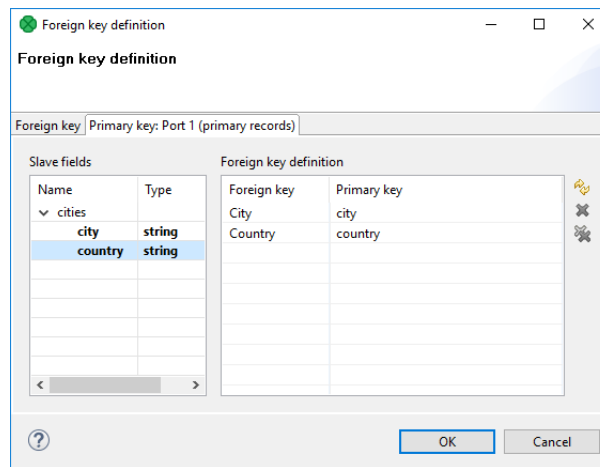 Foreign key definition
Foreign key definition
Foreign key Primary key: Port 1 (primary records)
Slave fields Foreign key definition
Name Type Foreign key Primary key
cities City city
city string Country country
country string
OK Cancel